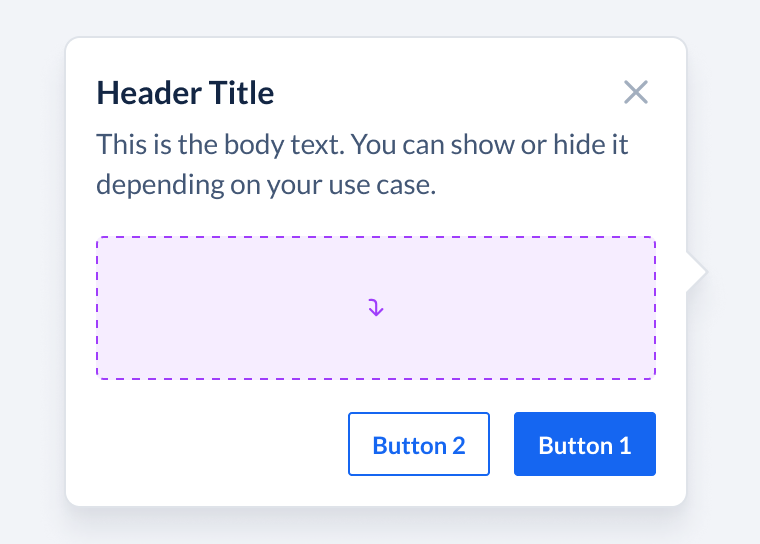 Header Title
This is the body text. You can show or hide it
depending on your use case.
Button 2
Button 1